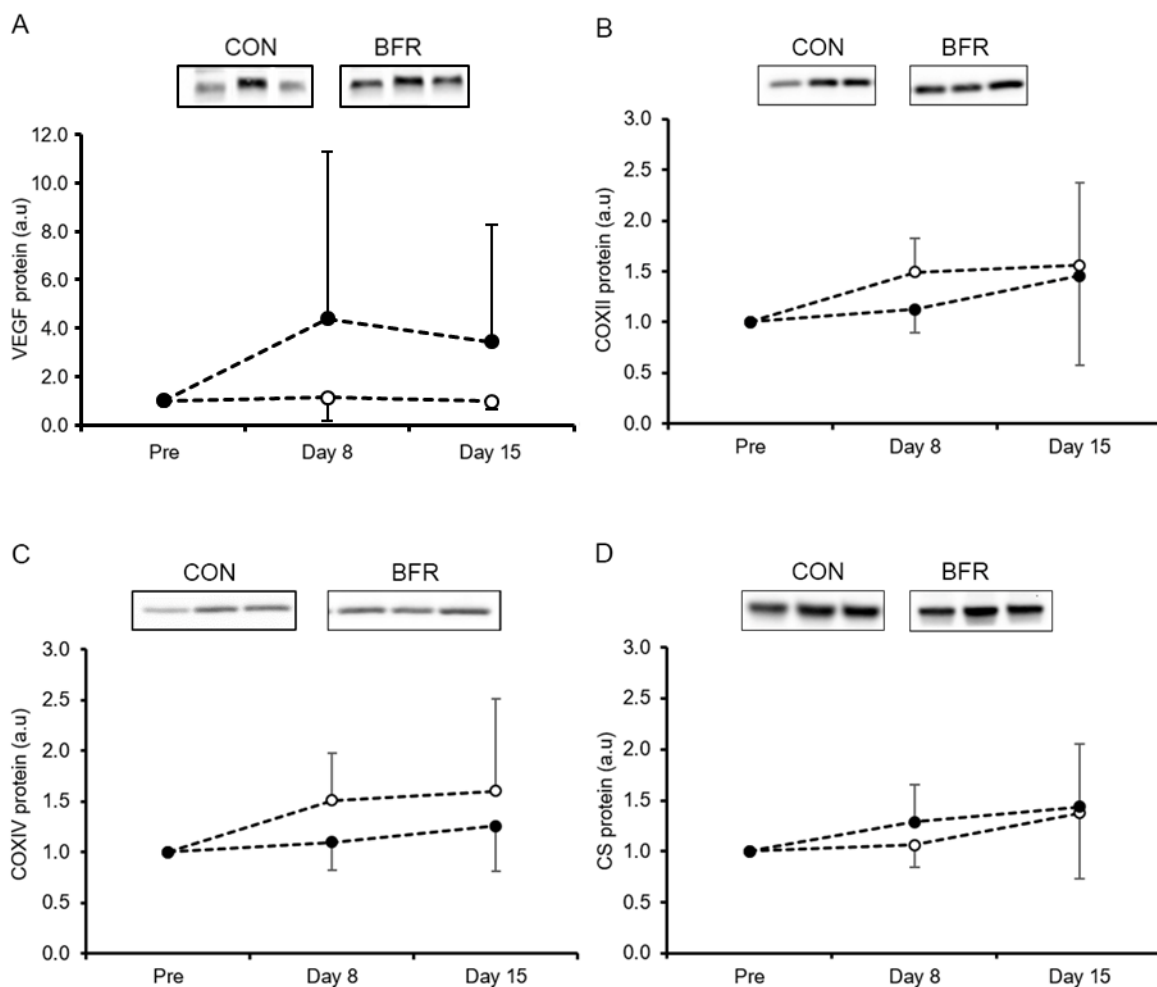 A
CON BFR
VEGF protein (a.u)
12.0
10.0
8.0
6.0
4.0
2.0
0.0
Pre Day 8 Day 15
B
CON BFR
COXII protein (a.u)
3.0
2.5
2.0
1.5
1.0
0.5
0.0
Pre Day 8 Day 15
C
CON BFR
COXIV protein (a.u)
3.0
2.5
2.0
1.5
1.0
0.5
0.0
Pre Day 8 Day 15
D
CON BFR
CS protein (a.u)
3.0
2.5
2.0
1.5
1.0
0.5
0.0
Pre Day 8 Day 15